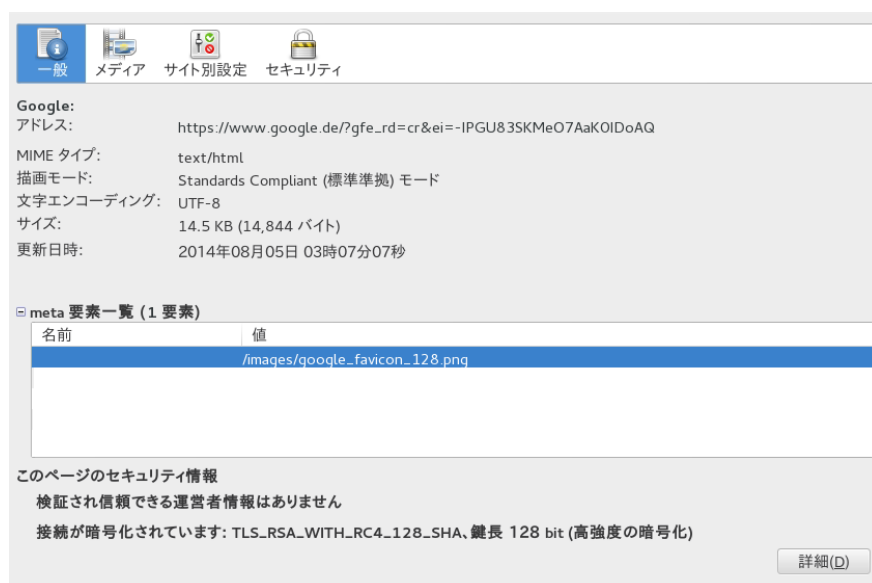 一般 メディア サイト別設定 セキュリティ
Google:
アドレス: https://www.google.de/?gfe_rd=cr&ei=-IPGU83SKMeO7AaK0IDoAQ
MIME タイプ: text/html
描画モード: Standards Compliant (標準準拠) モード
文字エンコーディング: UTF-8
サイズ: 14.5 KB (14,844 バイト)
更新日時: 2014年08月05日 03時07分07秒
meta 要素一覧 (1 要素)
名前 値
/images/google_favicon_128.png
このページのセキュリティ情報
検証され信頼できる運営者情報はありません
接続が暗号化されています: TLS_RSA_WITH_RC4_128_SHA、鍵長 128 bit (高強度の暗号化)
詳細(D)